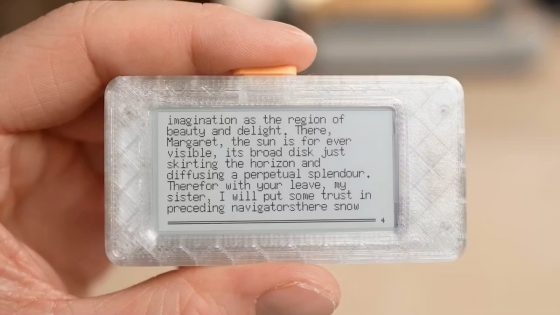 imagination as the region of
beauty and delight. There,
Margaret, the sun is for ever
visible, its broad disk just
skirting the horizon and
diffusing a perpetual splendour.
Therefor with your leave, my
sister, I will put some trust in
preceding navigatorsthere snow
4